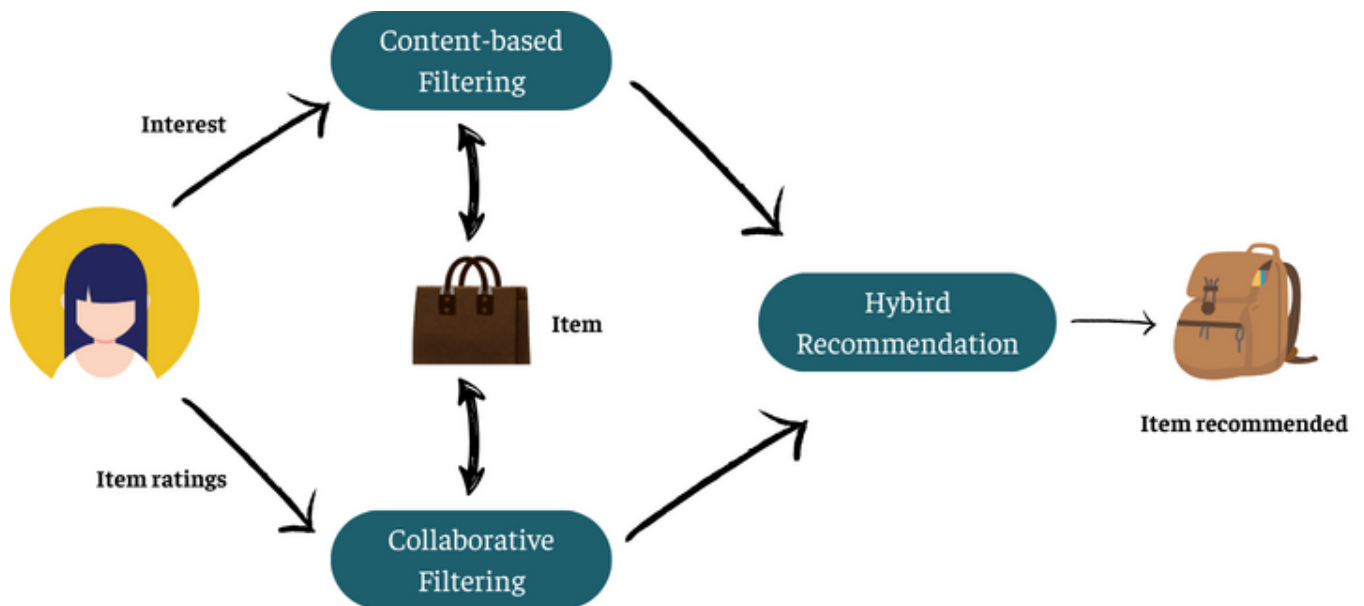 Content-based
Filtering
Interest
Item
Hybird
Recommendation
Item recommended
Item ratings
Collaborative
Filtering